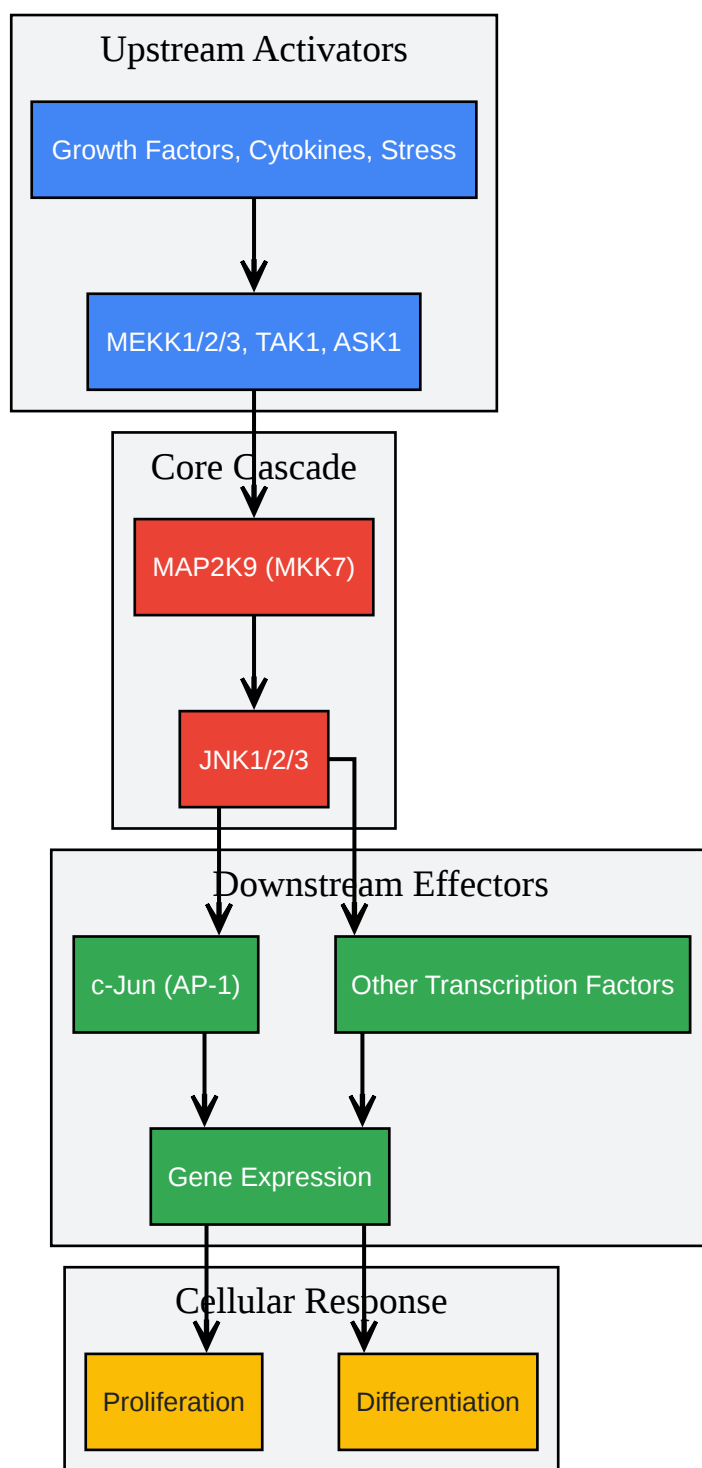 Upstream Activators
Growth Factors, Cytokines, Stress
MEKK1/2/3, TAK1, ASK1
Core Cascade
MAP2K9 (MKK7)
JNK1/2/3
Downstream Effectors
c-Jun (AP-1)
Other Transcription Factors
Gene Expression
Cellular Response
Proliferation
Differentiation